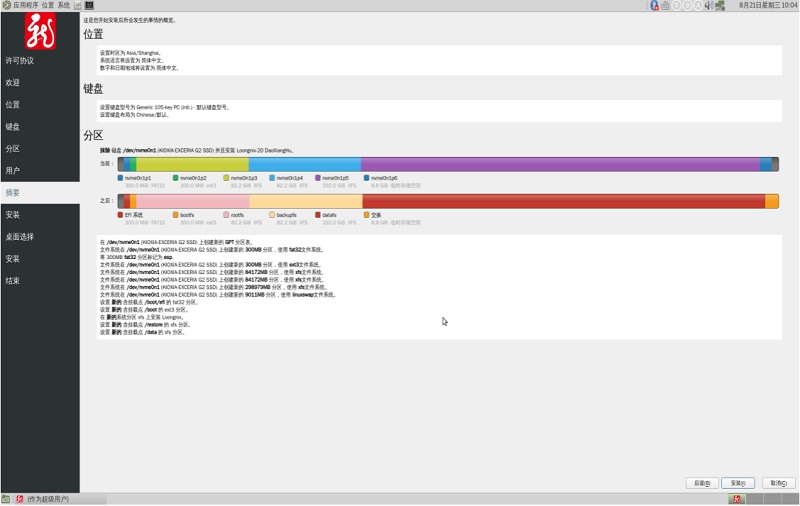 应用程序 位置 系统
8月21日星期三 10:04
许可协议
欢迎
位置
键盘
分区
用户
摘要
安装
桌面选择
安装
结束
这是您开始安装后所会发生的事情的概览。
位置
设置时区为 Asia/Shanghai。
系统语言将设置为 简体中文。
数字和日期地域将设置为 简体中文。
键盘
设置键盘型号为 Generic 105-key PC (intl.) - 默认键盘型号。
设置键盘布局为 Chinese/默认。
分区
抹除 磁盘 /dev/nvme0n1 (KIOXIA-EXCERIA G2 SSD) 并且安装 Loongnix-20 DaoXiangHu。
当前：
nvme0n1p1 nvme0n1p2 nvme0n1p3 nvme0n1p4 nvme0n1p5 nvme0n1p6
300.0 MiB FAT32 300.0 MiB ext3 82.2 GiB XFS 82.2 GiB XFS 292.0 GiB XFS 8.8 GiB 临时存储空间
之后：
EFI 系统 bootfs rootfs backupfs datafs 交换
300.0 MiB FAT32 300.0 MiB ext3 82.2 GiB XFS 82.2 GiB XFS 292.0 GiB XFS 8.8 GiB 临时存储空间
在 /dev/nvme0n1 (KIOXIA-EXCERIA G2 SSD) 上创建新的 GPT 分区表。
文件系统在 /dev/nvme0n1 (KIOXIA-EXCERIA G2 SSD) 上创建新的 300MB 分区，使用 fat32文件系统。
将 300MB fat32 分区标记为 esp.
文件系统在 /dev/nvme0n1 (KIOXIA-EXCERIA G2 SSD) 上创建新的 300MB 分区，使用 ext3文件系统。
文件系统在 /dev/nvme0n1 (KIOXIA-EXCERIA G2 SSD) 上创建新的 84172MB 分区，使用 xfs文件系统。
文件系统在 /dev/nvme0n1 (KIOXIA-EXCERIA G2 SSD) 上创建新的 84172MB 分区，使用 xfs文件系统。
文件系统在 /dev/nvme0n1 (KIOXIA-EXCERIA G2 SSD) 上创建新的 298979MB 分区，使用 xfs文件系统。
文件系统在 /dev/nvme0n1 (KIOXIA-EXCERIA G2 SSD) 上创建新的 9011MB 分区，使用 linuxswap文件系统。
设置 新的 含挂载点 /boot/efi 的 fat32 分区。
设置 新的 含挂载点 /boot 的 ext3 分区。
在 新的系统分区 xfs 上安装 Loongnix。
设置 新的 含挂载点 /restore 的 xfs 分区。
设置 新的 含挂载点 /data 的 xfs 分区。
后退(B) 安装(I) 取消(C)
(作为超级用户)